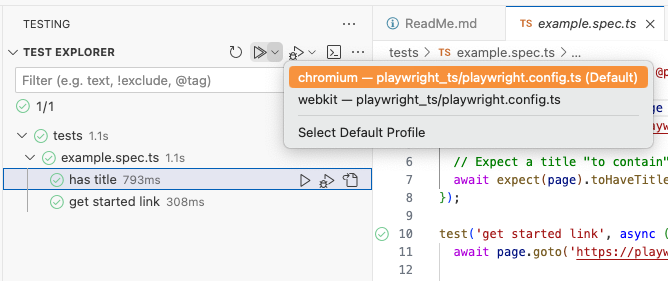 TESTING
TEST EXPLORER
Filter (e.g. text, !exclude, @tag)
1/1
tests 1.1s
example.spec.ts 1.1s
has title 793ms
get started link 308ms
ReadMe.md
example.spec.ts
tests > example.spec.ts > ...
chromium — playwright_ts/playwright.config.ts (Default)
webkit — playwright_ts/playwright.config.ts
Select Default Profile
6 // Expect a title "to contain"
7 await expect(page).toHaveTitle
8 });
9
10 test('get started link', async (
11 await page.goto('https://playw
12